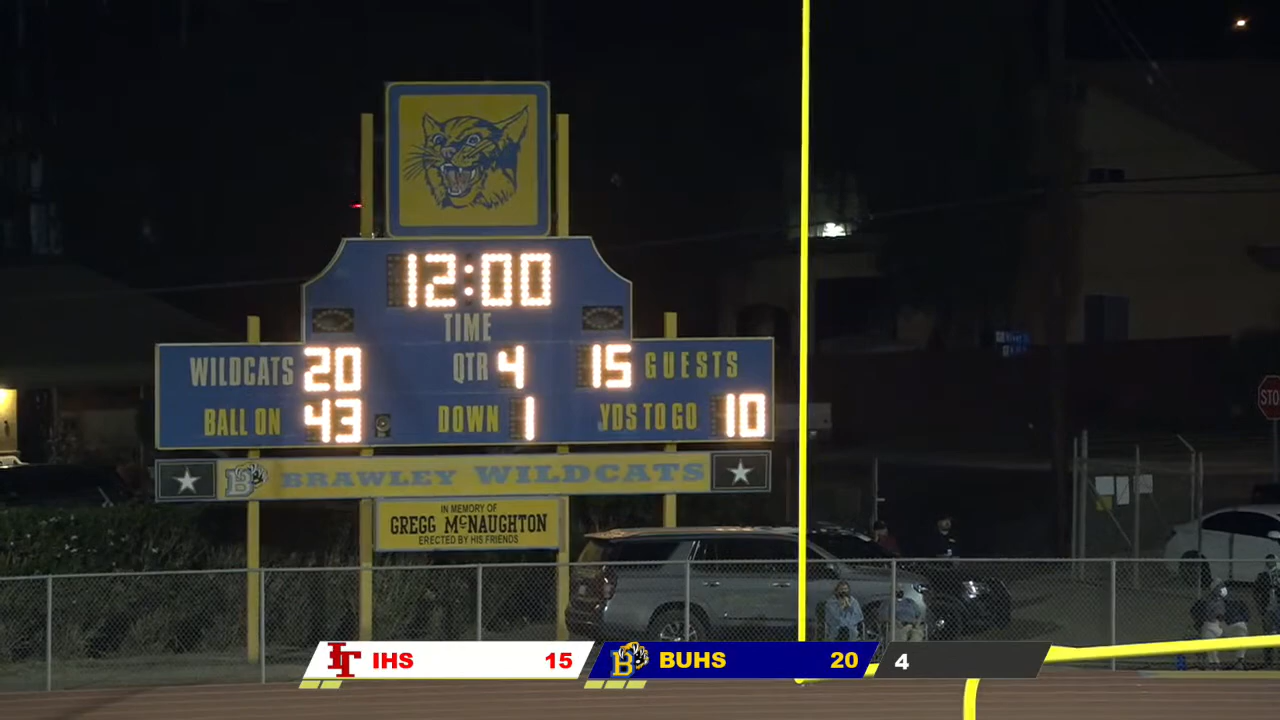 12:00
TIME
WILDCATS 20 QTR 4 15 GUESTS
BALL ON 43 DOWN 1 YDS TO GO 10
B BRAWLEY WILDCATS
IN MEMORY OF
GREGG McNAUGHTON
ERECTED BY HIS FRIENDS
STO
IHS 15 B BUHS 20 4